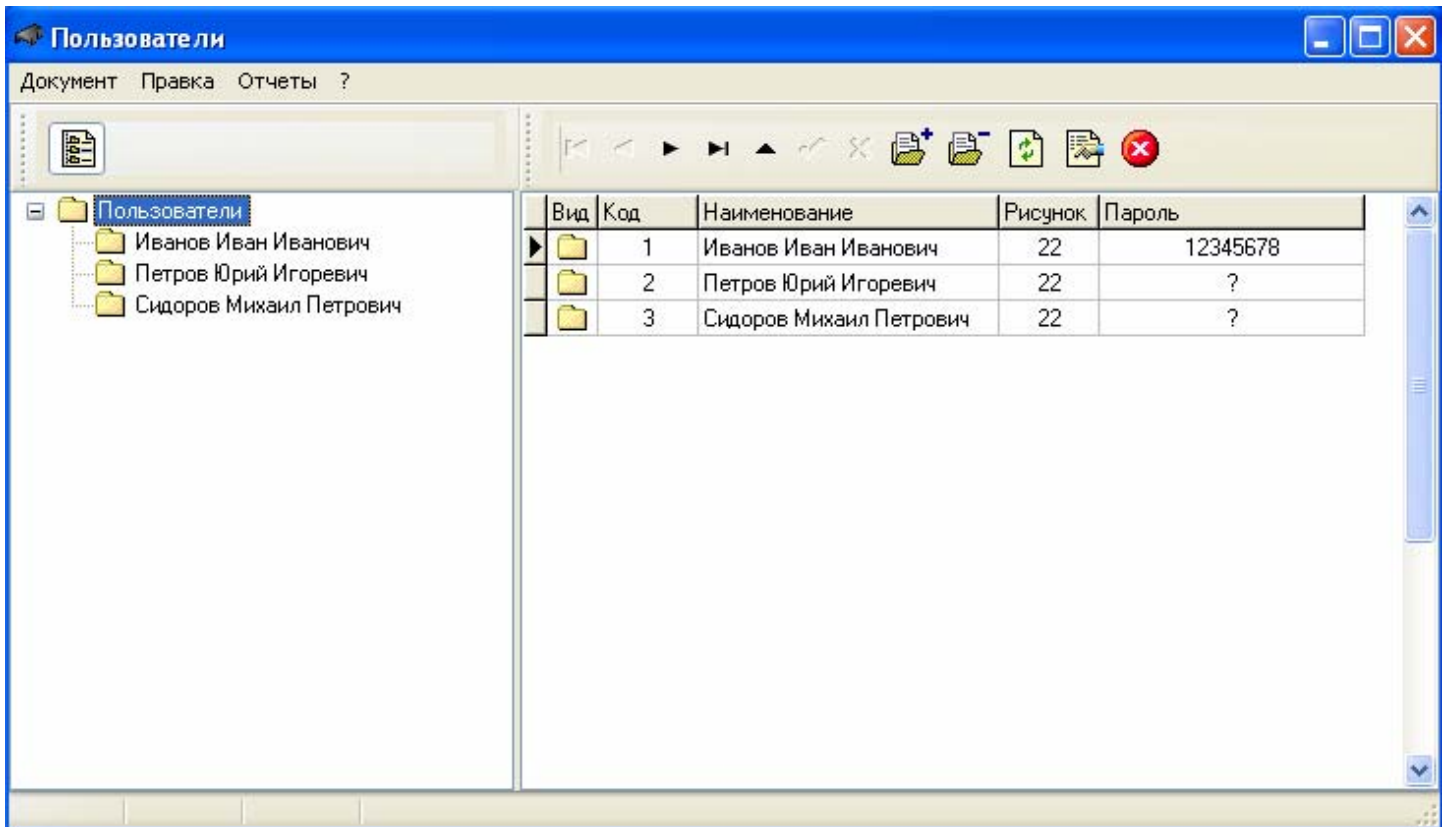 Пользователи
Документ Правка Отчеты ?
Пользователи
Иванов Иван Иванович
Петров Юрий Игоревич
Сидоров Михаил Петрович
Вид Код Наименование Рисунок Пароль
1 Иванов Иван Иванович 22 12345678
2 Петров Юрий Игоревич 22 ?
3 Сидоров Михаил Петрович 22 ?